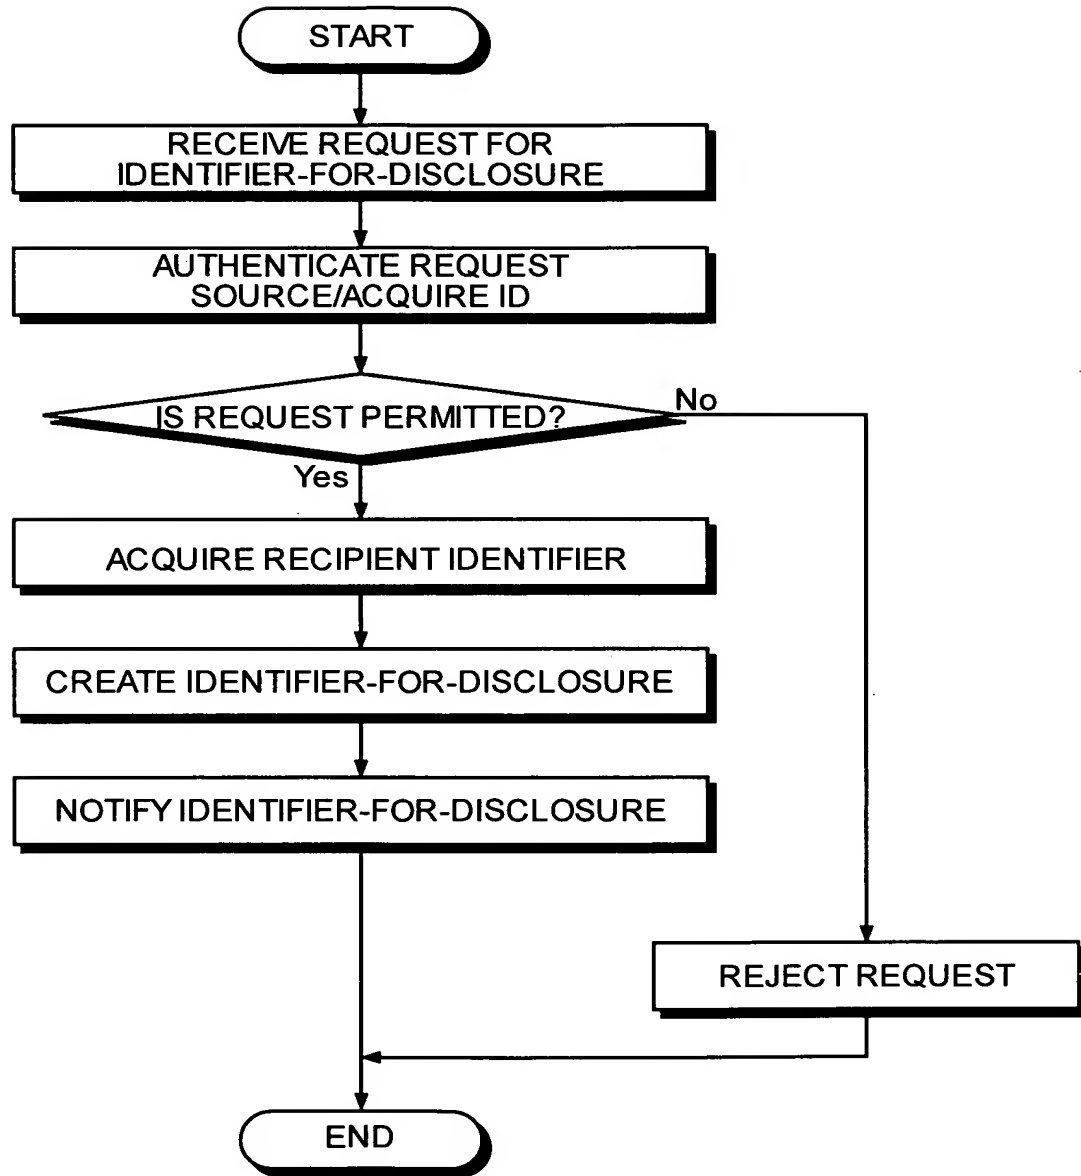 START
RECEIVE REQUEST FOR
IDENTIFIER-FOR-DISCLOSURE
AUTHENTICATE REQUEST
SOURCE/ACQUIRE ID
IS REQUEST PERMITTED?
No
Yes
ACQUIRE RECIPIENT IDENTIFIER
CREATE IDENTIFIER-FOR-DISCLOSURE
NOTIFY IDENTIFIER-FOR-DISCLOSURE
REJECT REQUEST
END